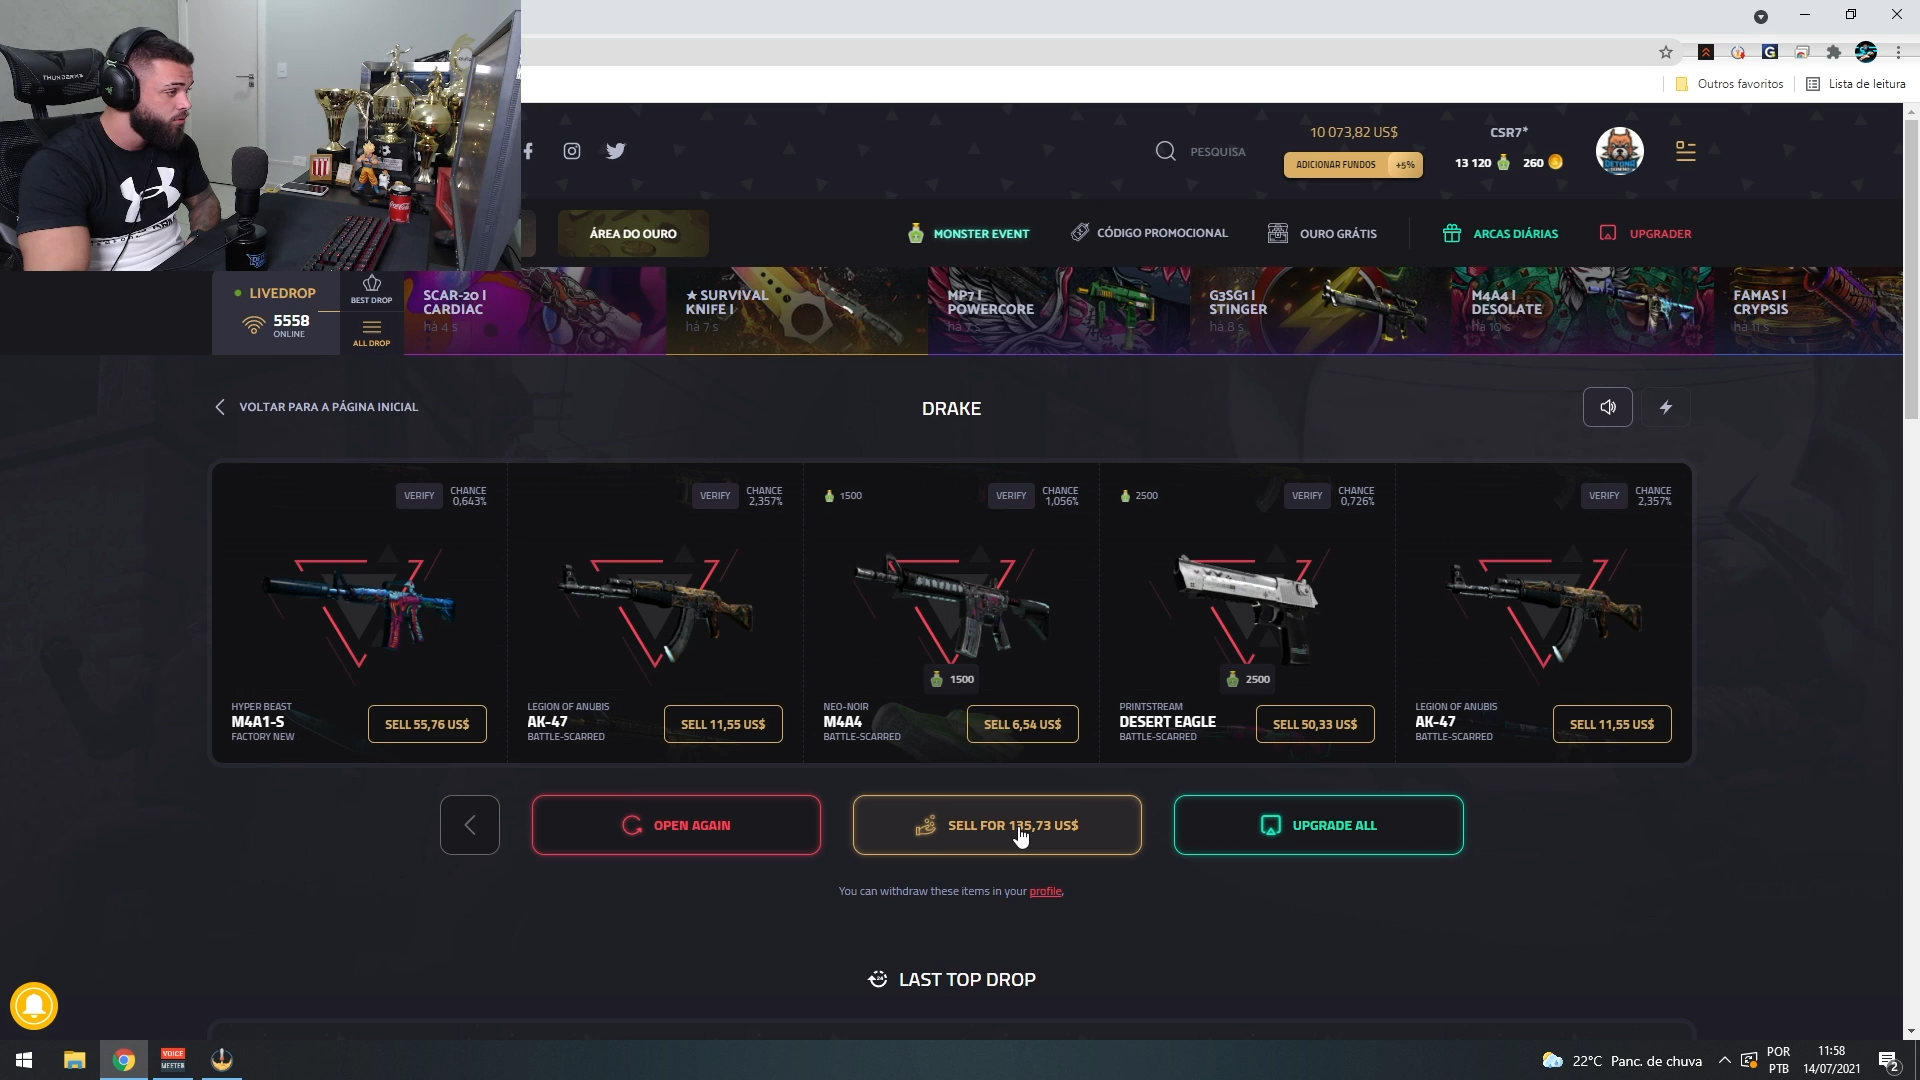 THUNDERX3
Coca-Cola
Outros favoritos
Lista de leitura
PESQUISA
10 073,82 US$
ADICIONAR FUNDOS +5%
CSR7*
13 120
260
ÁREA DO OURO
MONSTER EVENT
CÓDIGO PROMOCIONAL
OURO GRÁTIS
ARCAS DIÁRIAS
UPGRADER
LIVEDROP
5558
ONLINE
BEST DROP
ALL DROP
SCAR-20 |
CARDIAC
há 4 s
★ SURVIVAL
KNIFE |
há 7 s
MP7 |
POWERCORE
há 7 s
G3SG1 |
STINGER
há 8 s
M4A4 |
DESOLATE
há 10 s
FAMAS |
CRYPSIS
há 11 s
VOLTAR PARA A PÁGINA INICIAL
DRAKE
VERIFY
CHANCE
0,643%
HYPER BEAST
M4A1-S
FACTORY NEW
SELL 55,76 US$
VERIFY
CHANCE
2,357%
LEGION OF ANUBIS
AK-47
BATTLE-SCARRED
SELL 11,55 US$
1500
VERIFY
CHANCE
1,056%
1500
NEO-NOIR
M4A4
BATTLE-SCARRED
SELL 6,54 US$
2500
VERIFY
CHANCE
0,726%
2500
PRINTSTREAM
DESERT EAGLE
BATTLE-SCARRED
SELL 50,33 US$
VERIFY
CHANCE
2,357%
LEGION OF ANUBIS
AK-47
BATTLE-SCARRED
SELL 11,55 US$
OPEN AGAIN
SELL FOR 135,73 US$
UPGRADE ALL
You can withdraw these items in your profile.
LAST TOP DROP
VOICE
MEETER
22°C Panc. de chuva
POR
PTB
11:58
14/07/2021
2